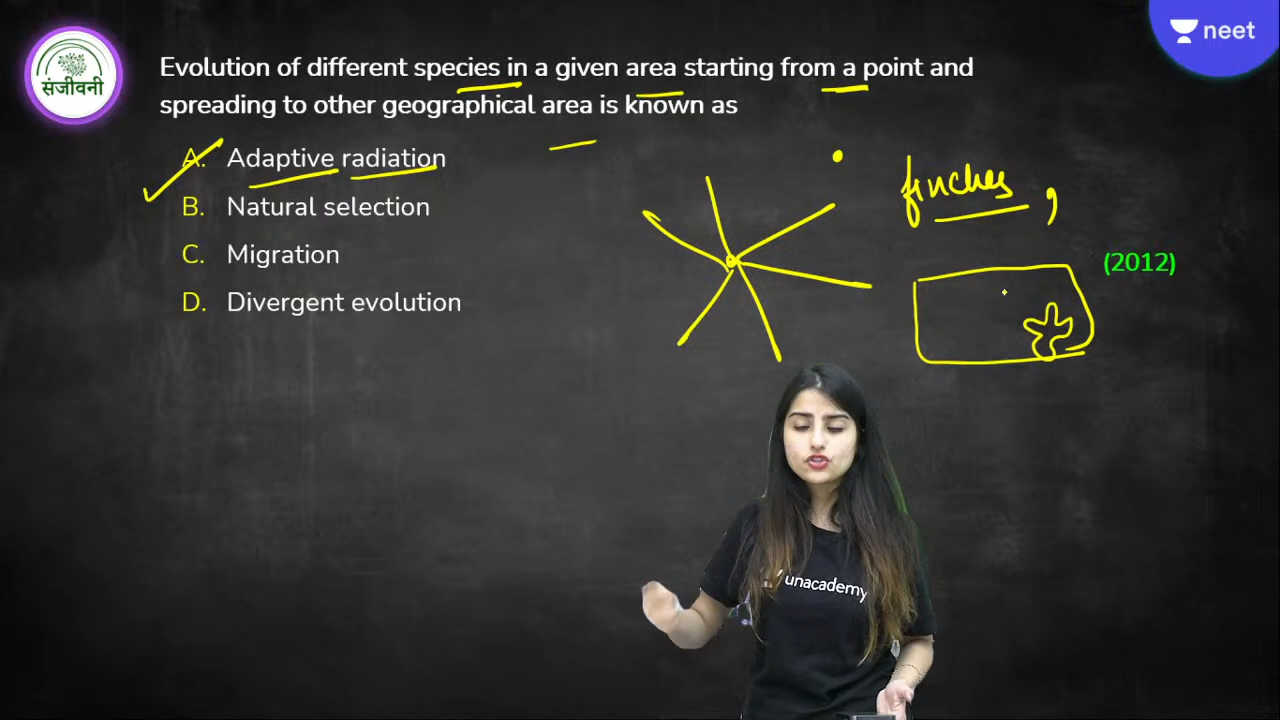 संजीवनी
neet
Evolution of different species in a given area starting from a point and
spreading to other geographical area is known as
A. Adaptive radiation
B. Natural selection
C. Migration
D. Divergent evolution
finches,
(2012)
unacademy